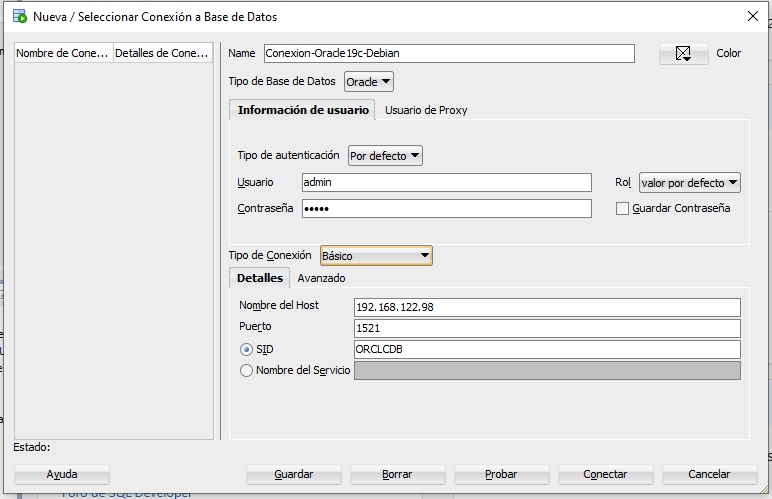 Nueva / Seleccionar Conexión a Base de Datos
Nombre de Cone... Detalles de Cone...
Name Conexion-Oracle19c-Debian Color
Tipo de Base de Datos Oracle
Información de usuario Usuario de Proxy
Tipo de autenticación Por defecto
Usuario admin Rol valor por defecto
Contraseña ••••• Guardar Contraseña
Tipo de Conexión Básico
Detalles Avanzado
Nombre del Host 192.168.122.98
Puerto 1521
SID ORCLCDB
Nombre del Servicio
Estado:
Ayuda Guardar Borrar Probar Conectar Cancelar
Foro de SQL Developer